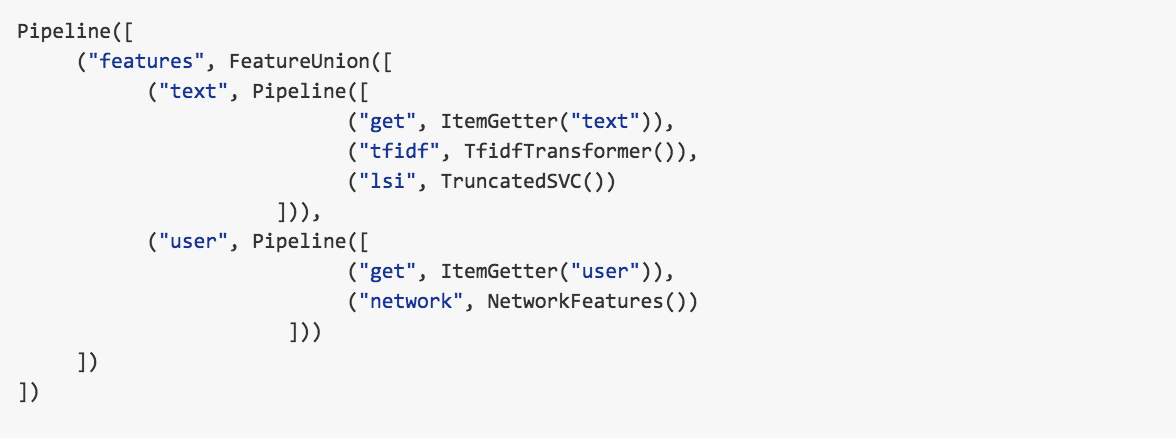 Pipeline([
("features", FeatureUnion([
("text", Pipeline([
("get", ItemGetter("text")),
("tfidf", TfidfTransformer()),
("lsi", TruncatedSVC())
])),
("user", Pipeline([
("get", ItemGetter("user")),
("network", NetworkFeatures())
]))
])
])